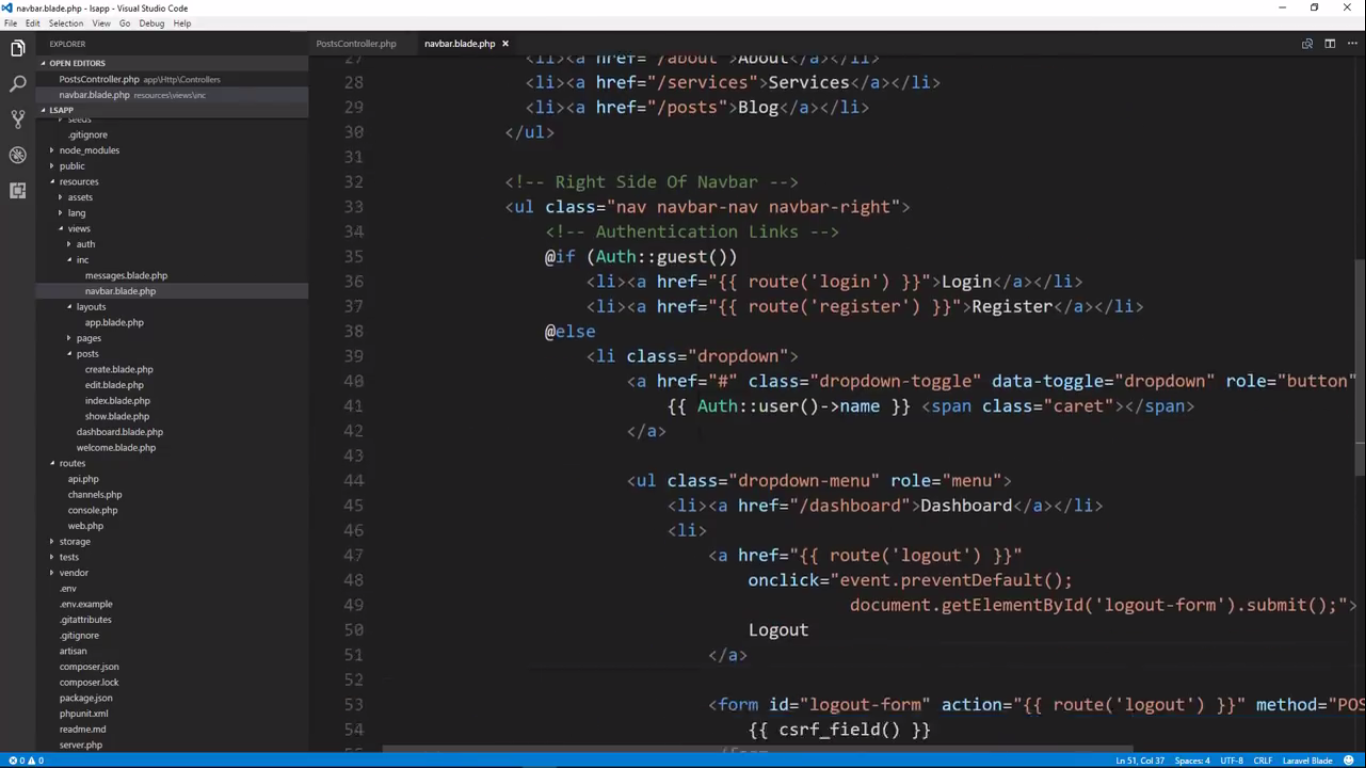 navbar.blade.php - lsapp - Visual Studio Code
File Edit Selection View Go Debug Help
EXPLORER
OPEN EDITORS
PostsController.php app\Http\Controllers
navbar.blade.php resources\views\inc
LSAPP
seeds
.gitignore
node_modules
public
resources
assets
lang
views
auth
inc
messages.blade.php
navbar.blade.php
layouts
app.blade.php
pages
posts
create.blade.php
edit.blade.php
index.blade.php
show.blade.php
dashboard.blade.php
welcome.blade.php
routes
api.php
channels.php
console.php
web.php
storage
tests
vendor
.env
.env.example
.gitattributes
.gitignore
artisan
composer.json
composer.lock
package.json
phpunit.xml
readme.md
server.php
PostsController.php navbar.blade.php
27 <li><a href="/about">About</a></li>
28 <li><a href="/services">Services</a></li>
29 <li><a href="/posts">Blog</a></li>
30 </ul>
31
32 <!-- Right Side Of Navbar -->
33 <ul class="nav navbar-nav navbar-right">
34 <!-- Authentication Links -->
35 @if (Auth::guest())
36 <li><a href="{{ route('login') }}">Login</a></li>
37 <li><a href="{{ route('register') }}">Register</a></li>
38 @else
39 <li class="dropdown">
40 <a href="#" class="dropdown-toggle" data-toggle="dropdown" role="button"
41 {{ Auth::user()->name }} <span class="caret"></span>
42 </a>
43
44 <ul class="dropdown-menu" role="menu">
45 <li><a href="/dashboard">Dashboard</a></li>
46 <li>
47 <a href="{{ route('logout') }}"
48 onclick="event.preventDefault();
49 document.getElementById('logout-form').submit();">
50 Logout
51 </a>
52
53 <form id="logout-form" action="{{ route('logout') }}" method="POS
54 {{ csrf_field() }}
55 </form
0 0 Ln 51, Col 37 Spaces: 4 UTF-8 CRLF Laravel Blade